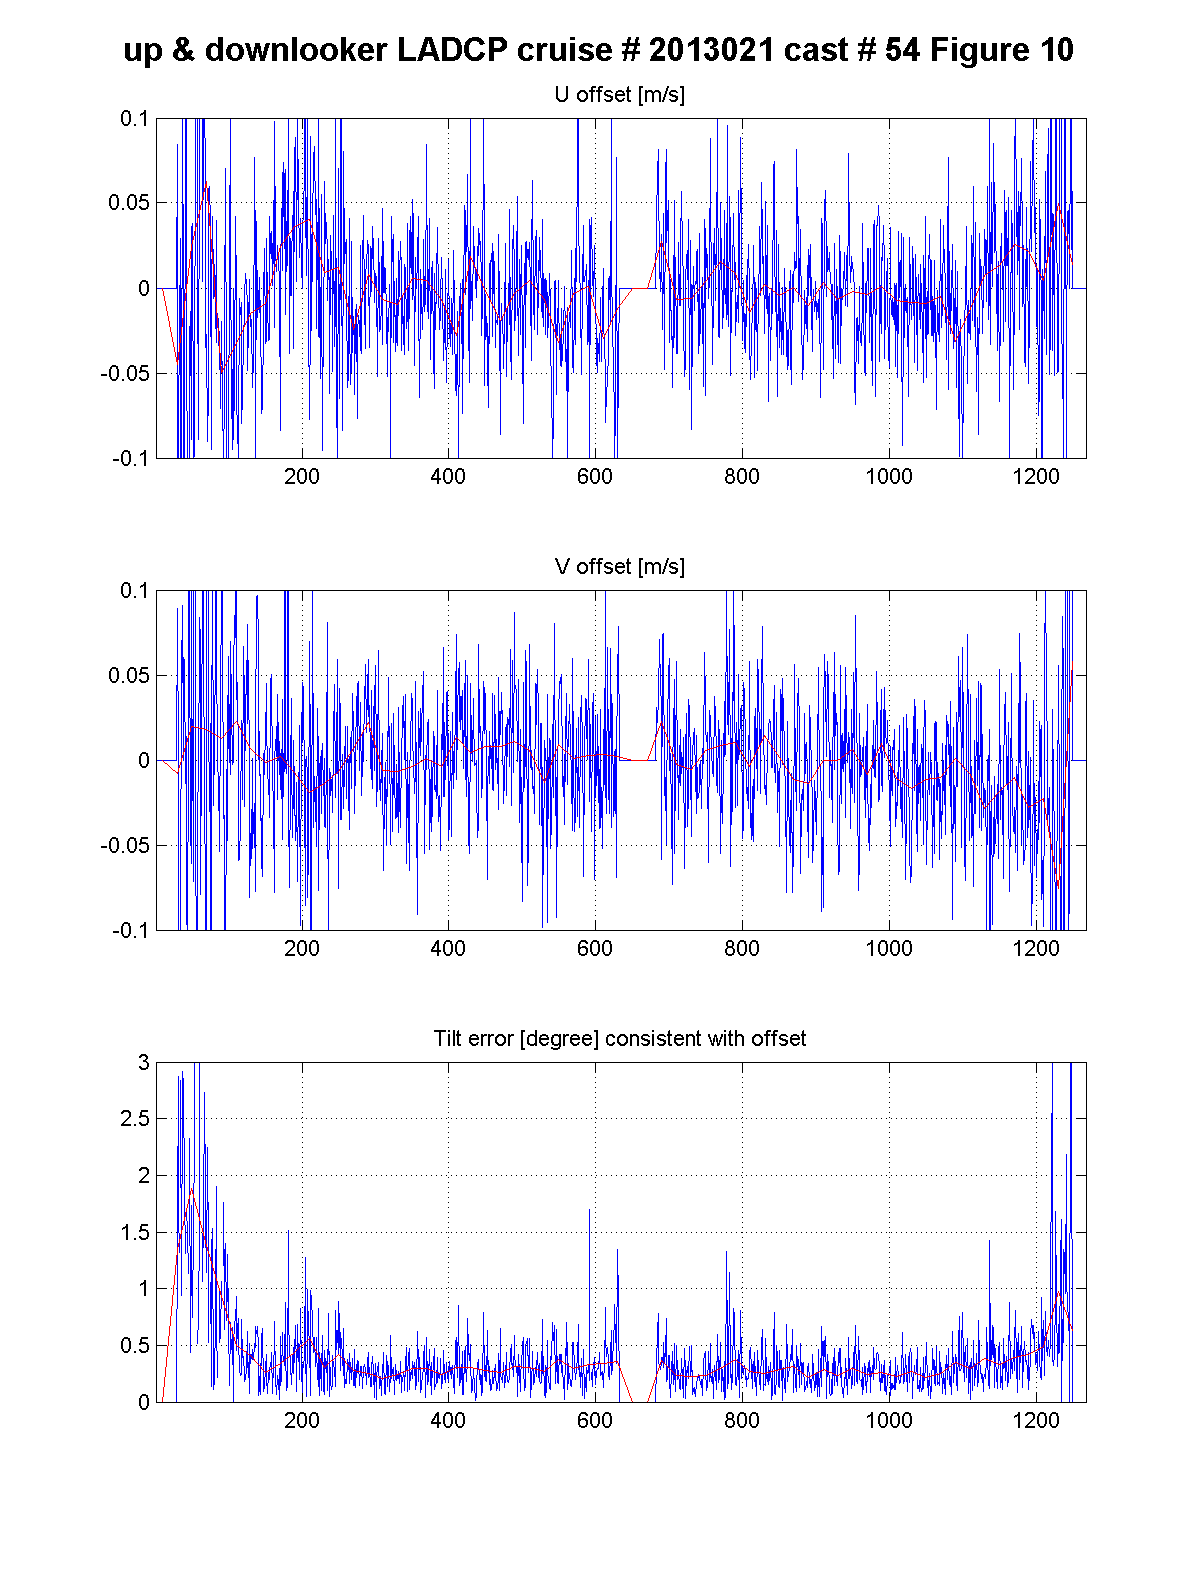 up & downlooker LADCP cruise # 2013021 cast # 54 Figure 10
U offset [m/s]
0.1
0.05
0
-0.05
-0.1
200 400 600 800 1000 1200
V offset [m/s]
0.1
0.05
0
-0.05
-0.1
200 400 600 800 1000 1200
Tilt error [degree] consistent with offset
3
2.5
2
1.5
1
0.5
0
200 400 600 800 1000 1200